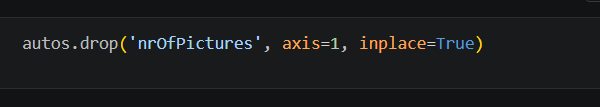 autos.drop('nrOfPictures', axis=1, inplace=True)